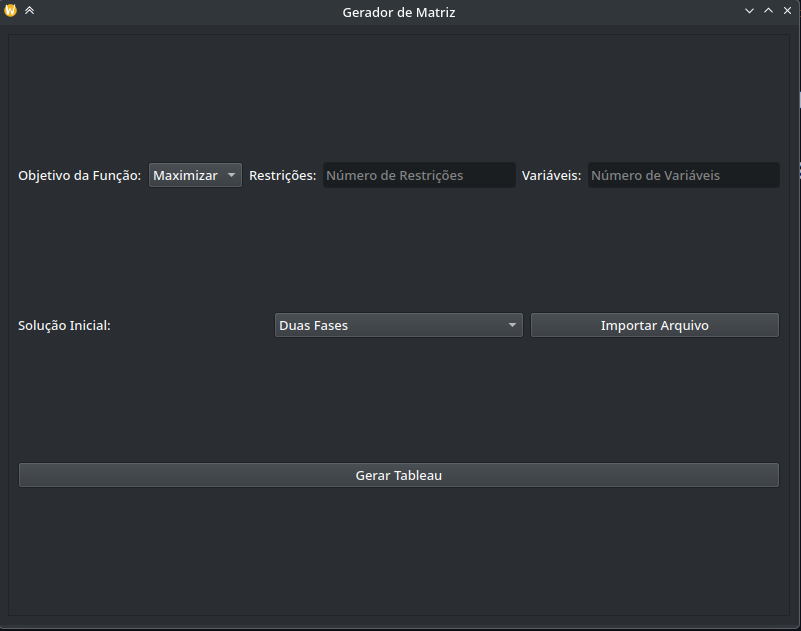 Gerador de Matriz
Objetivo da Função: Maximizar Restrições: Número de Restrições Variáveis: Número de Variáveis
Solução Inicial: Duas Fases Importar Arquivo
Gerar Tableau